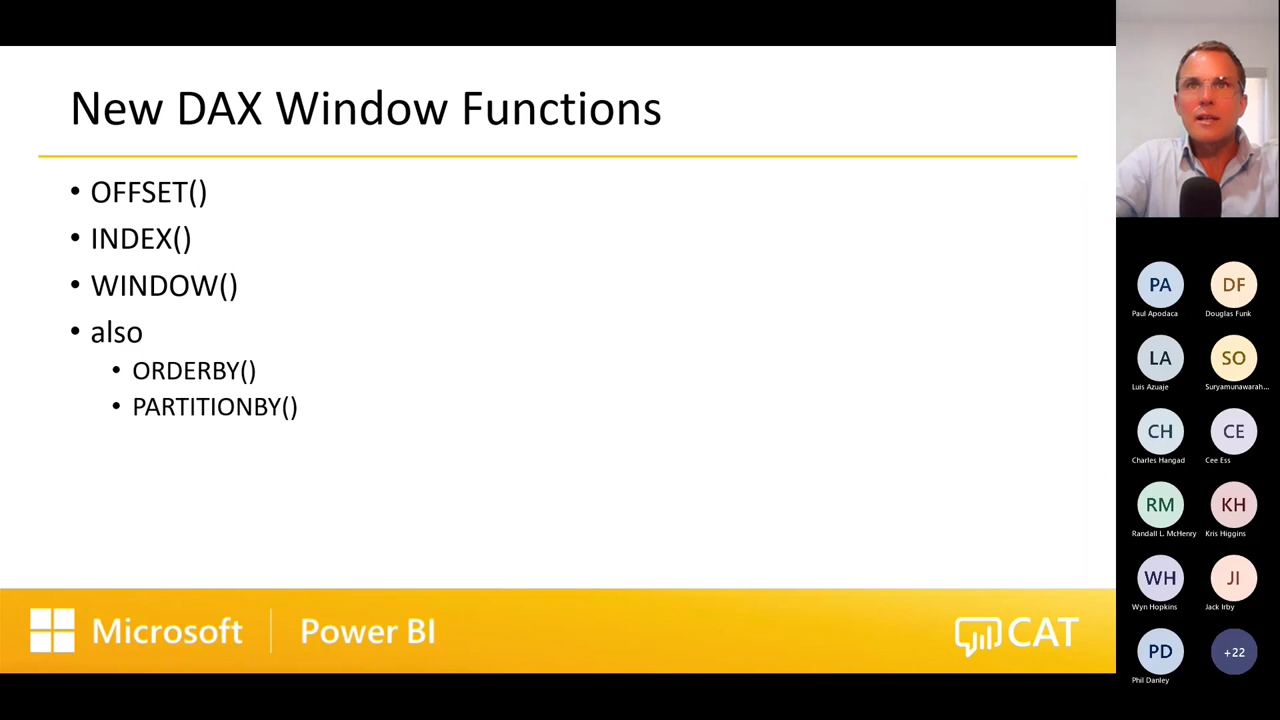 New DAX Window Functions
• OFFSET()
• INDEX()
• WINDOW()
• also
• ORDERBY()
• PARTITIONBY()
Microsoft | Power BI
CAT
PA
DF
Paul Apodaca
Douglas Funk
LA
SO
Luis Azuaje
Suryamunawarah...
CH
CE
Charles Hangad
Cee Ess
RM
KH
Randall L. McHenry
Kris Higgins
WH
JI
Wyn Hopkins
Jack Irby
PD
+22
Phil Danley